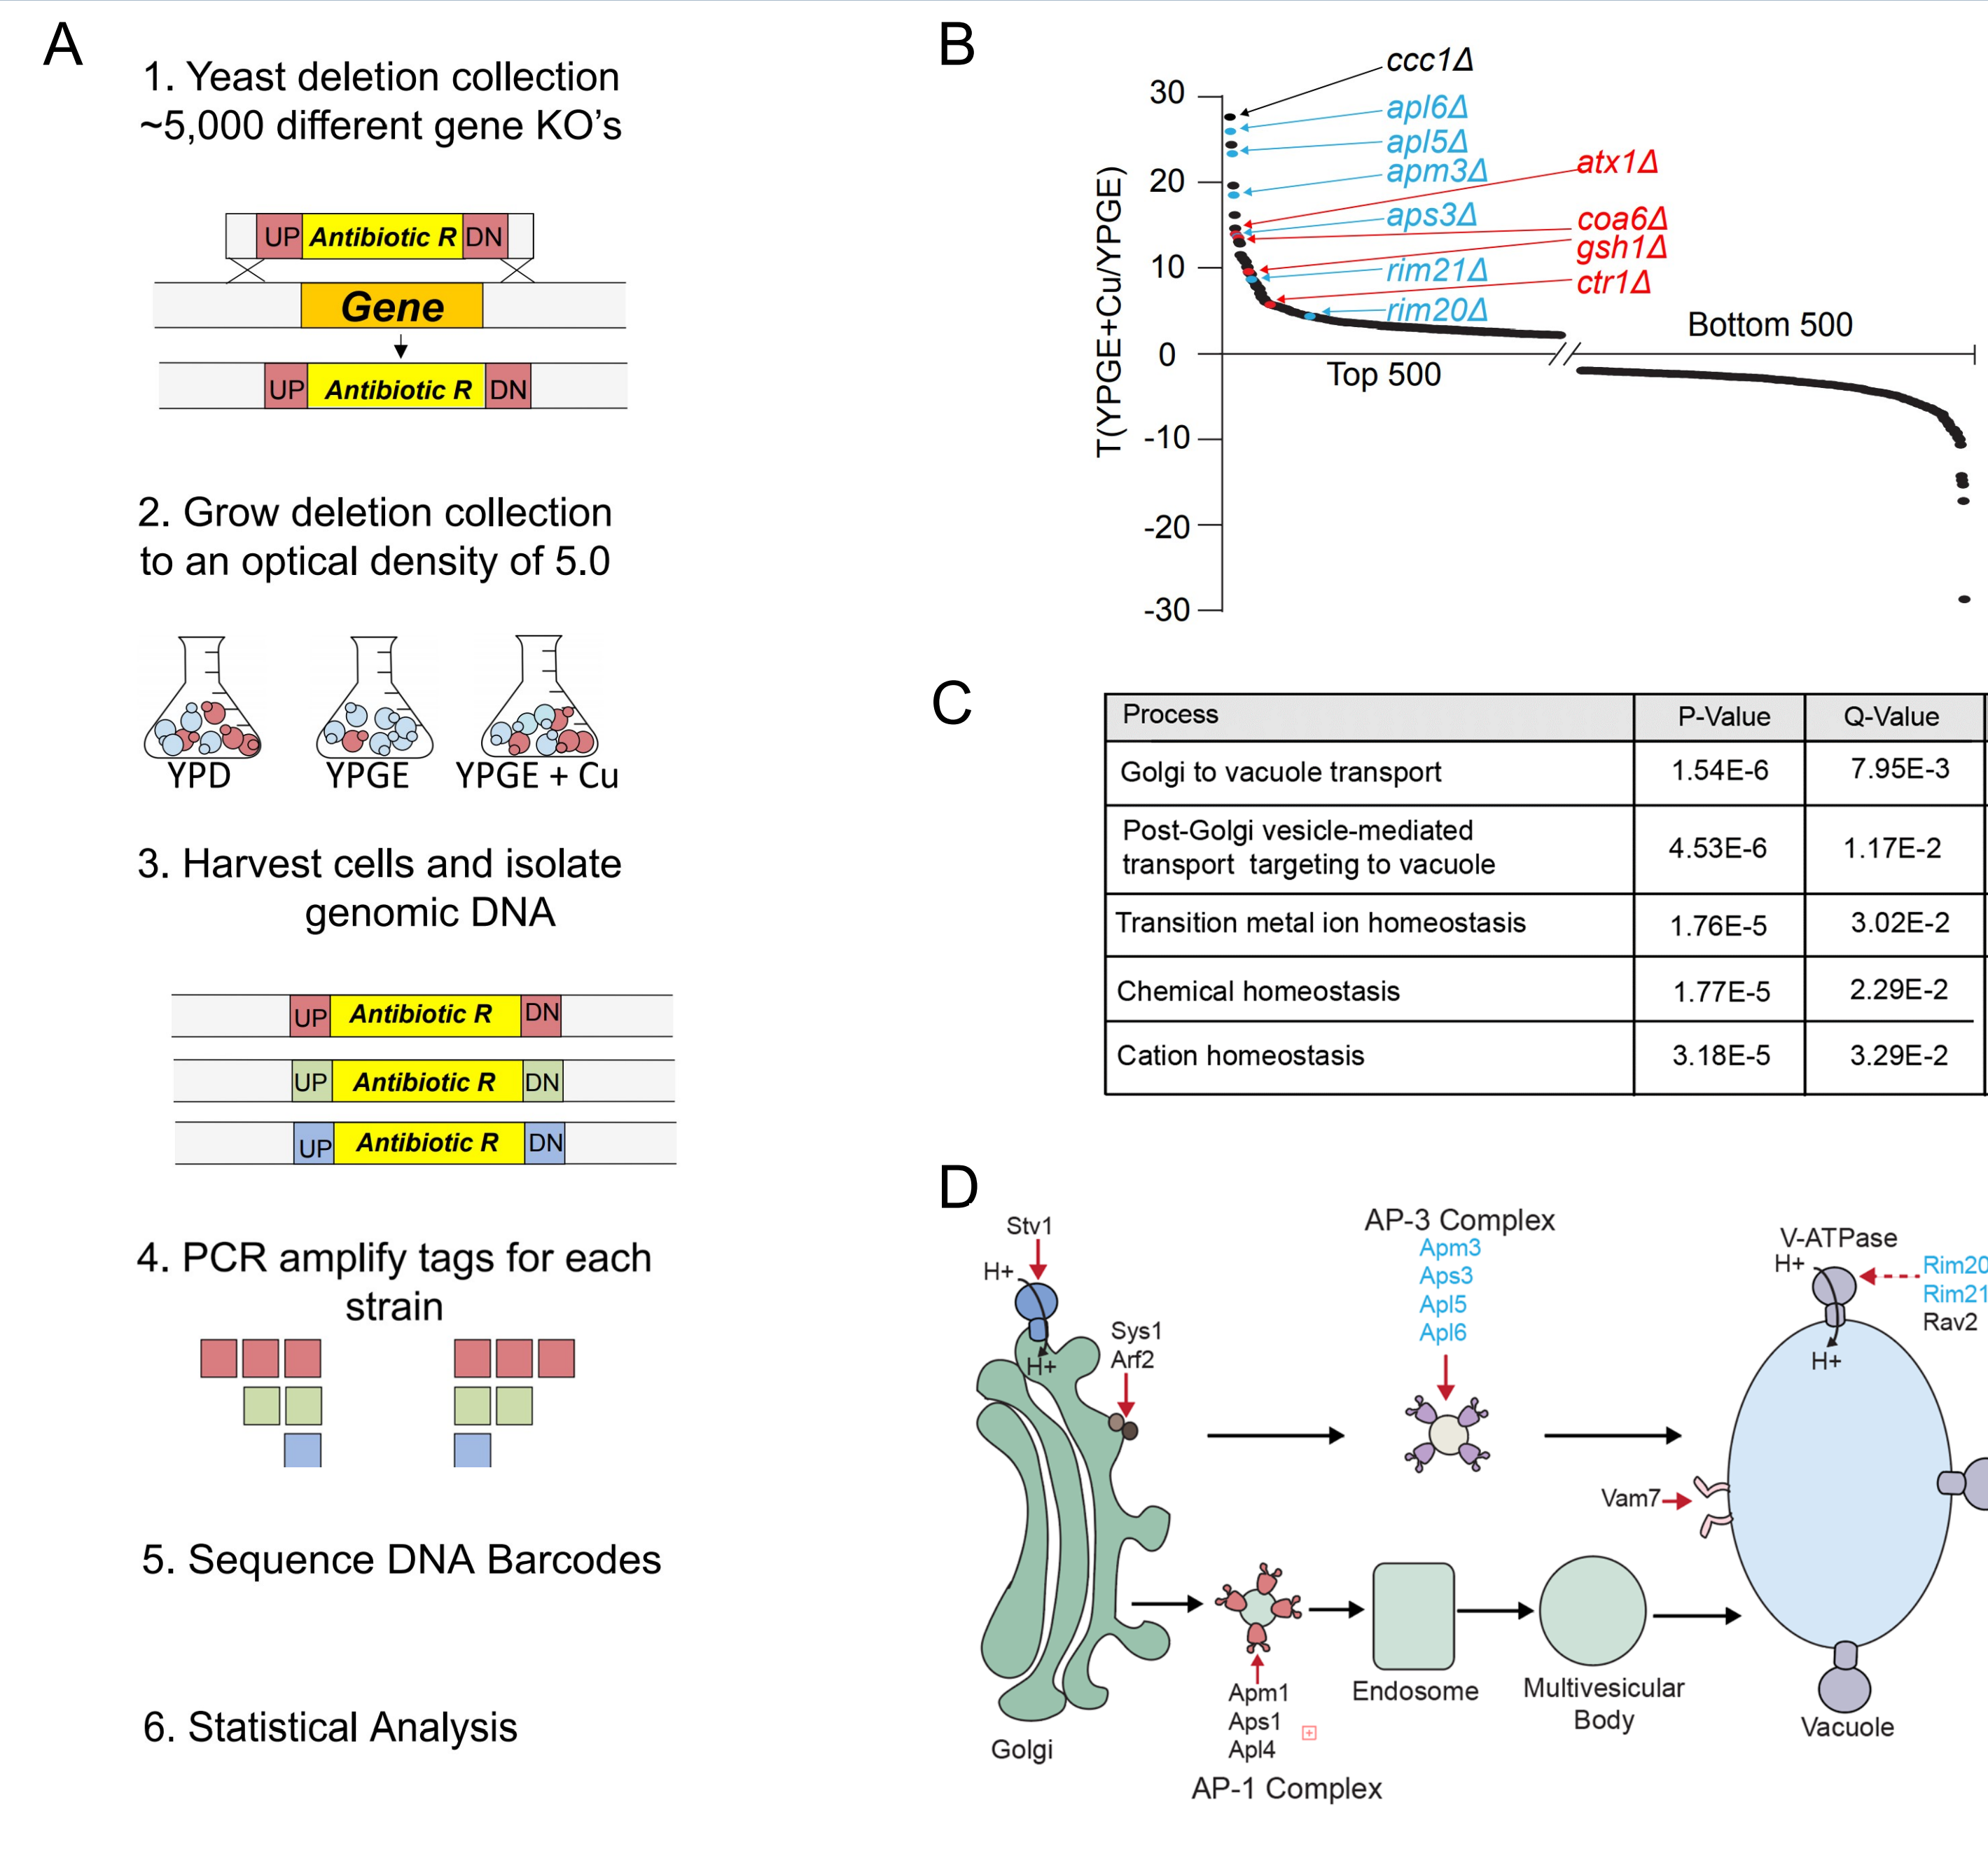 A
1. Yeast deletion collection
~5,000 different gene KO's
UP Antibiotic R DN
Gene
UP Antibiotic R DN
2. Grow deletion collection
to an optical density of 5.0
YPD YPGE YPGE + Cu
3. Harvest cells and isolate
genomic DNA
UP Antibiotic R DN
UP Antibiotic R DN
UP Antibiotic R DN
4. PCR amplify tags for each
strain
5. Sequence DNA Barcodes
6. Statistical Analysis
B
T(YPGE+Cu/YPGE)
30
20
10
0
-10
-20
-30
ccc1Δ
apl6Δ
apl5Δ
apm3Δ
aps3Δ
rim21Δ
rim20Δ
atx1Δ
coa6Δ
gsh1Δ
ctr1Δ
Top 500
Bottom 500
C
Process P-Value Q-Value
Golgi to vacuole transport 1.54E-6 7.95E-3
Post-Golgi vesicle-mediated
transport targeting to vacuole 4.53E-6 1.17E-2
Transition metal ion homeostasis 1.76E-5 3.02E-2
Chemical homeostasis 1.77E-5 2.29E-2
Cation homeostasis 3.18E-5 3.29E-2
D
Stv1
H+
H+
Sys1
Arf2
Golgi
AP-3 Complex
Apm3
Aps3
Apl5
Apl6
V-ATPase
H+
H+
Rim20
Rim21
Rav2
Vam7
Apm1
Aps1
Apl4
AP-1 Complex
Endosome
Multivesicular
Body
Vacuole